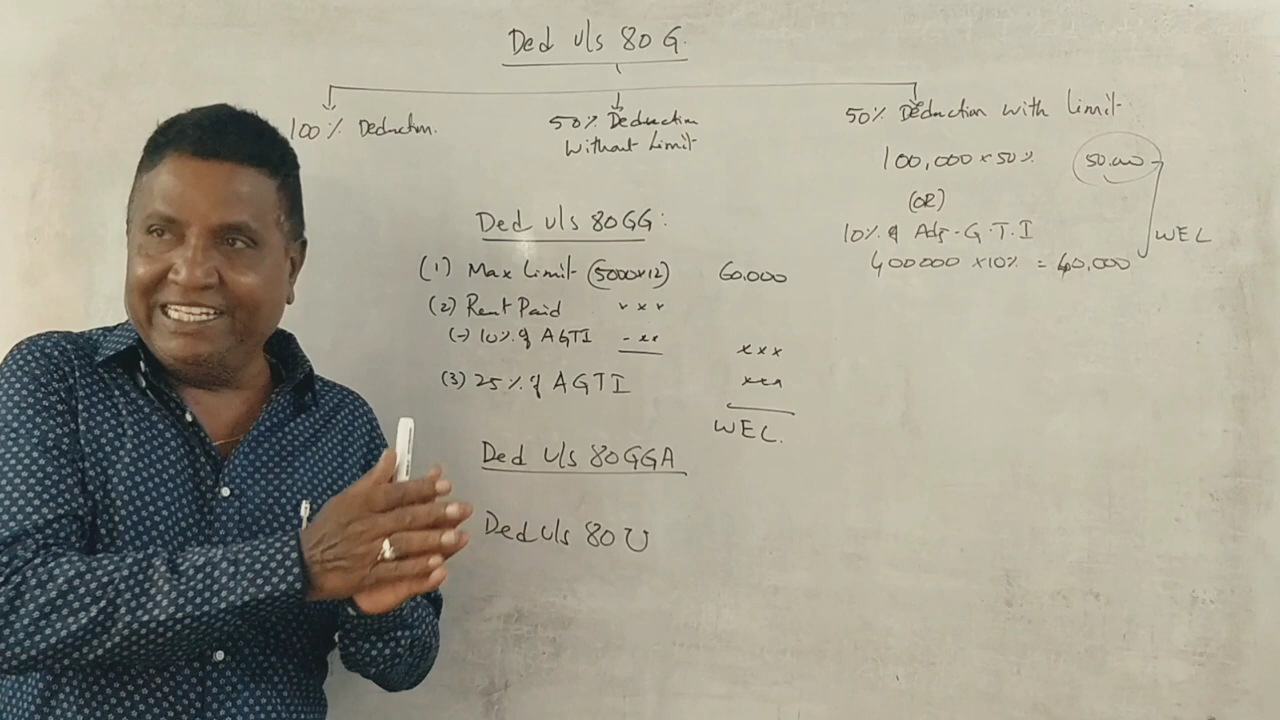 Ded u/s 80 G.
100% Deduction.
50% Deduction
Without Limit
50% Deduction with limit
100,000 × 50% 50,000
(OR)
10% of Adj-G.T.I
400000 × 10% = 40,000
WEL
Ded u/s 80GG:
(1) Max Limit (5000×12) 60,000
(2) Rent Paid x x x
(-) 10% of AGTI - xx xxx
(3) 25% of AGTI xxx
WEL.
Ded u/s 80GGA
Ded u/s 80U